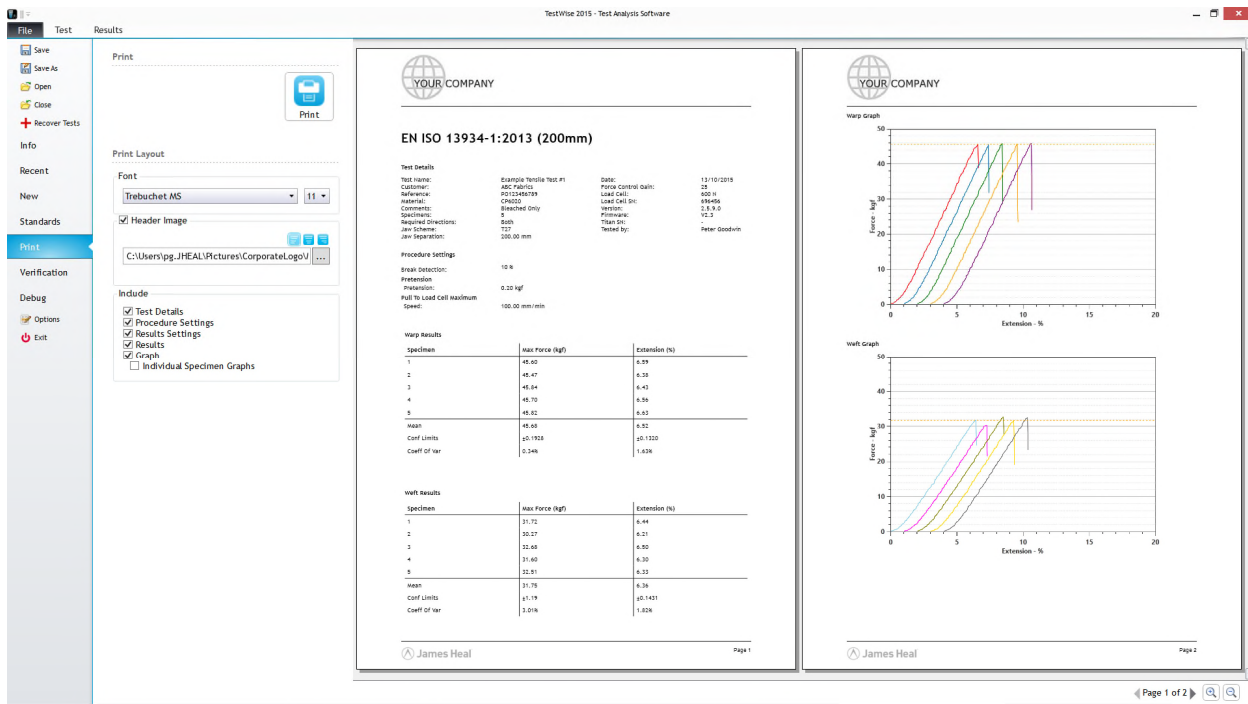 TestWise 2015 - Test Analysis Software
File Test Results
Save
Save As
Open
Close
Recover Tests
Info
Recent
New
Standards
Print
Verification
Debug
Options
Exit
Print
Print
Print Layout
Font
Trebuchet MS 11
Header Image
C:\Users\pg.JHEAL\Pictures\CorporateLogo\ ...
Include
Test Details
Procedure Settings
Results Settings
Results
Graph
Individual Specimen Graphs
YOUR COMPANY
EN ISO 13934-1:2013 (200mm)
Test Details
Test Name: Example Tensile Test #1 Date: 13/10/2015
Customer: ABC Fabrics Force Control Gain: 25
Reference: PO123456789 Load Cell: 600 N
Material: CP6020 Load Cell SN: 696456
Comments: Bleached Only Version: 2.5.9.0
Specimens: 5 Firmware: V2.3
Required Directions: Both Titan SN: -
Jaw Scheme: T27 Tested by: Peter Goodwin
Jaw Separation: 200.00 mm
Procedure Settings
Break Detection: 10 %
Pretension
Pretension: 0.20 kgf
Pull To Load Cell Maximum
Speed: 100.00 mm/min
Warp Results
Specimen Max Force (kgf) Extension (%)
1 45.60 6.59
2 45.47 6.38
3 45.84 6.43
4 45.70 6.56
5 45.82 6.63
Mean 45.68 6.52
Conf Limits ±0.1928 ±0.1320
Coeff Of Var 0.34% 1.63%
Weft Results
Specimen Max Force (kgf) Extension (%)
1 31.72 6.44
2 30.27 6.21
3 32.68 6.50
4 31.60 6.30
5 32.51 6.33
Mean 31.75 6.36
Conf Limits ±1.19 ±0.1431
Coeff Of Var 3.01% 1.82%
James Heal Page 1
YOUR COMPANY
Warp Graph
50
40
30
20
10
0
Force - kgf
0 5 10 15 20
Extension - %
Weft Graph
50
40
30
20
10
0
Force - kgf
0 5 10 15 20
Extension - %
James Heal Page 2
Page 1 of 2